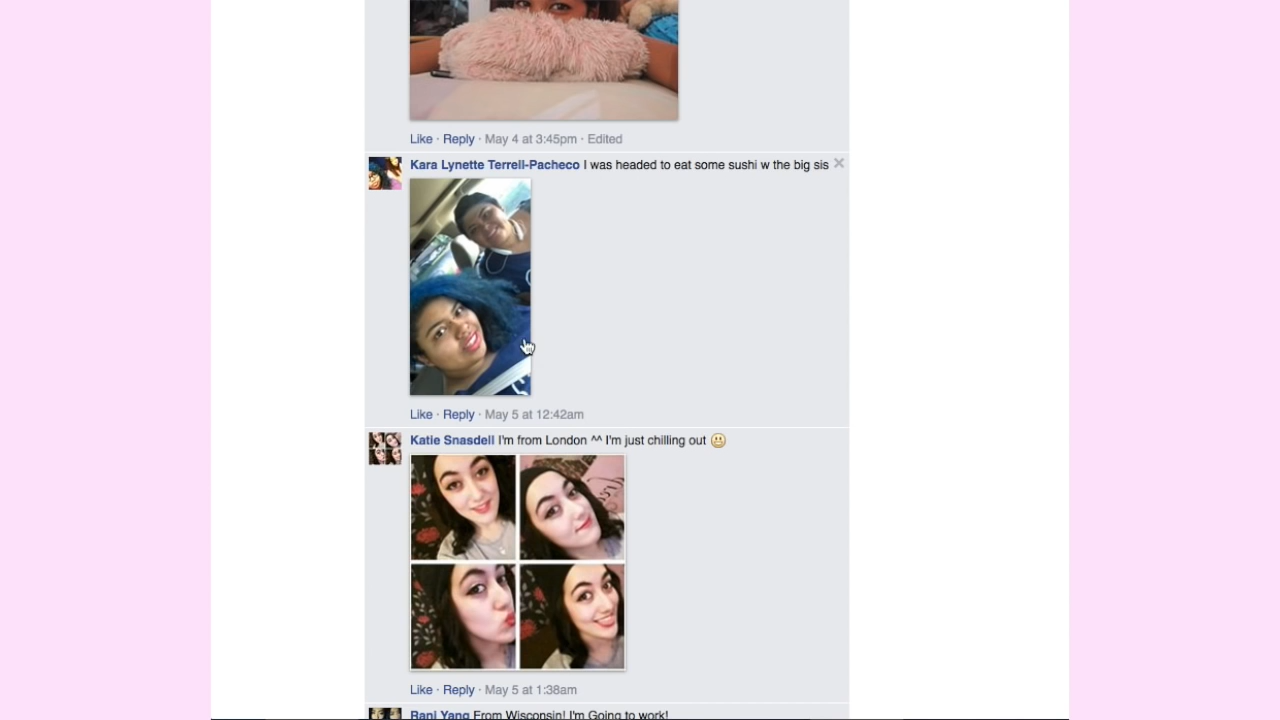 Like · Reply · May 4 at 3:45pm · Edited
Kara Lynette Terrell-Pacheco I was headed to eat some sushi w the big sis
Like · Reply · May 5 at 12:42am
Katie Snasdell I'm from London ^^ I'm just chilling out
Like · Reply · May 5 at 1:38am
Rani Yang From Wisconsin! I'm Going to work!